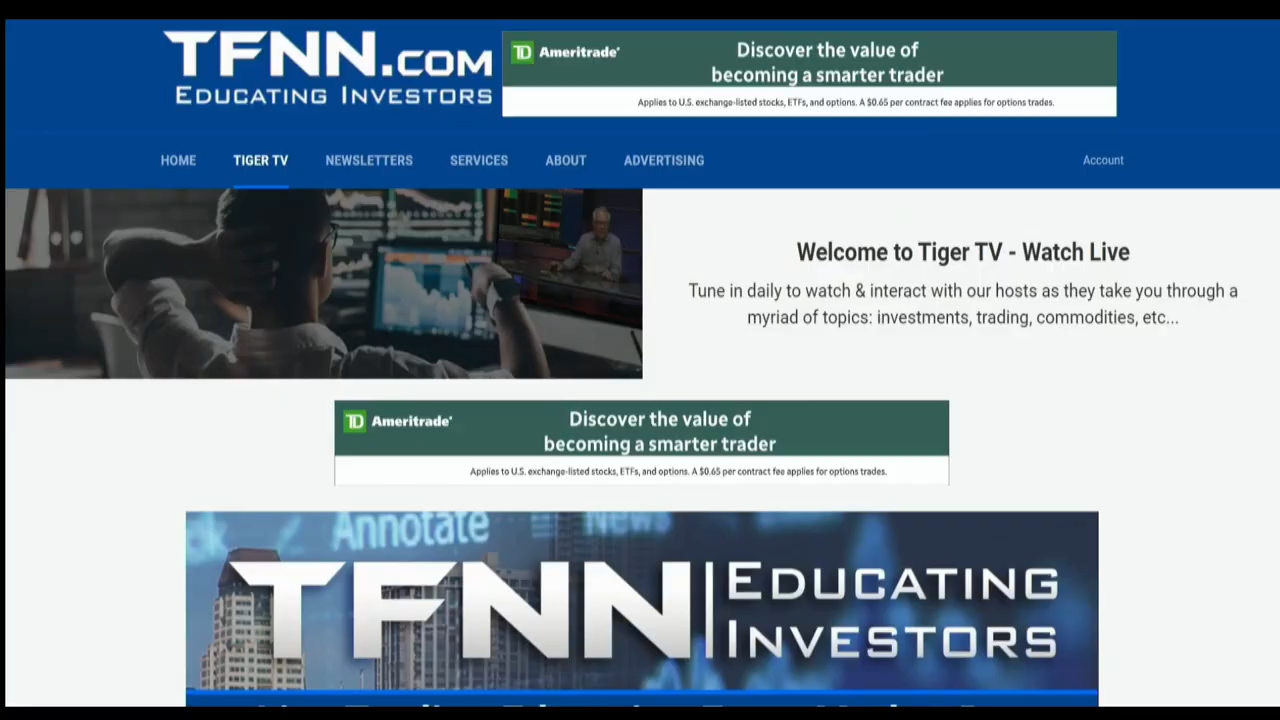 TFNN.COM
EDUCATING INVESTORS
TD Ameritrade
Discover the value of
becoming a smarter trader
Applies to U.S. exchange-listed stocks, ETFs, and options. A $0.65 per contract fee applies for options trades.
HOME TIGER TV NEWSLETTERS SERVICES ABOUT ADVERTISING Account
Welcome to Tiger TV - Watch Live
Tune in daily to watch & interact with our hosts as they take you through a
myriad of topics: investments, trading, commodities, etc...
TD Ameritrade
Discover the value of
becoming a smarter trader
Applies to U.S. exchange-listed stocks, ETFs, and options. A $0.65 per contract fee applies for options trades.
Annotate News
TFNN EDUCATING
INVESTORS